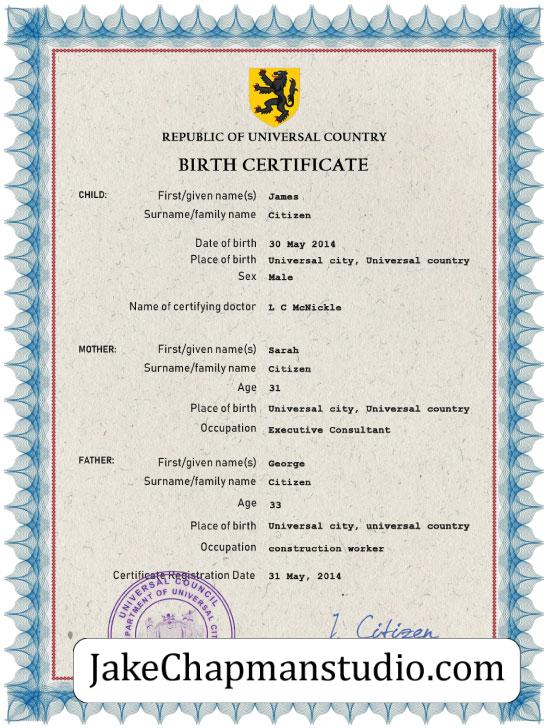 REPUBLIC OF UNIVERSAL COUNTRY
BIRTH CERTIFICATE
CHILD: First/given name(s) James
Surname/family name Citizen
Date of birth 30 May 2014
Place of birth Universal city, Universal country
Sex Male
Name of certifying doctor L C McNickle
MOTHER: First/given name(s) Sarah
Surname/family name Citizen
Age 31
Place of birth Universal city, Universal country
Occupation Executive Consultant
FATHER: First/given name(s) George
Surname/family name Citizen
Age 33
Place of birth Universal city, universal country
Occupation construction worker
Certificate Registration Date 31 May, 2014
UNIVERSAL COUNCIL
PARTMENT OF UNIVERSAL CIT
Citizen
JakeChapmanstudio.com